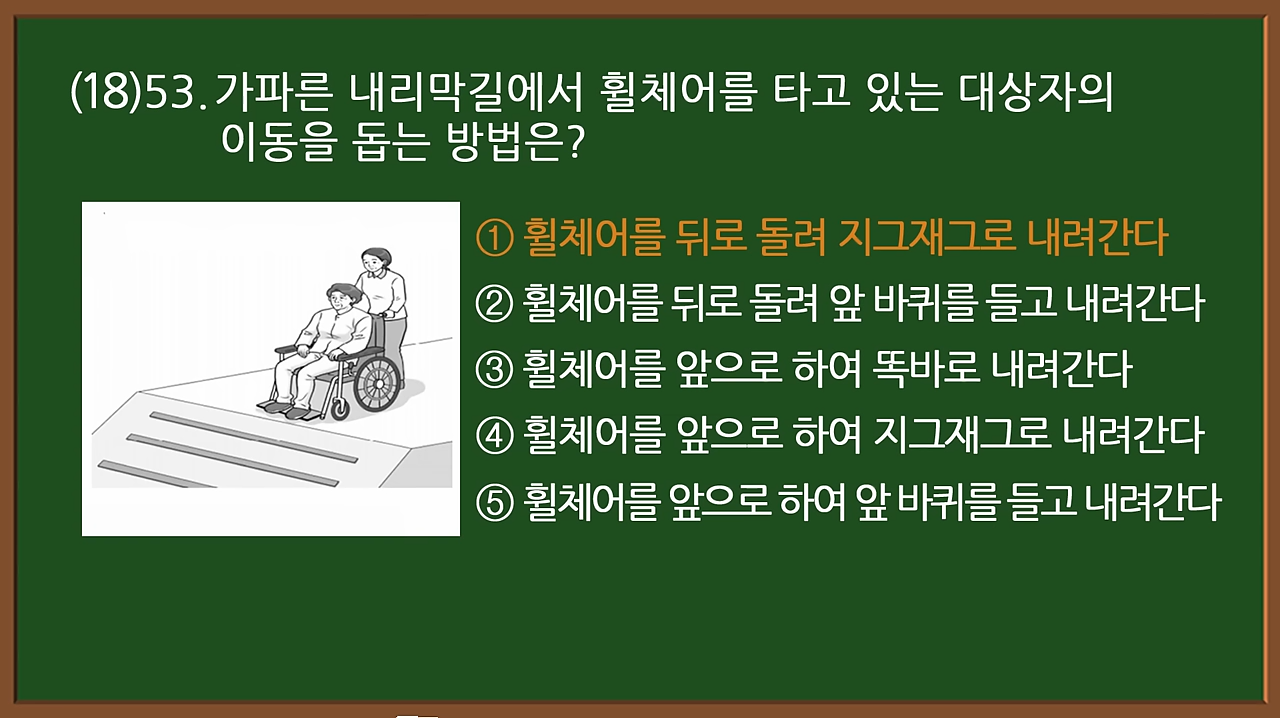 (18)53. 가파른 내리막길에서 휠체어를 타고 있는 대상자의
이동을 돕는 방법은?
① 휠체어를 뒤로 돌려 지그재그로 내려간다
② 휠체어를 뒤로 돌려 앞 바퀴를 들고 내려간다
③ 휠체어를 앞으로 하여 똑바로 내려간다
④ 휠체어를 앞으로 하여 지그재그로 내려간다
⑤ 휠체어를 앞으로 하여 앞 바퀴를 들고 내려간다